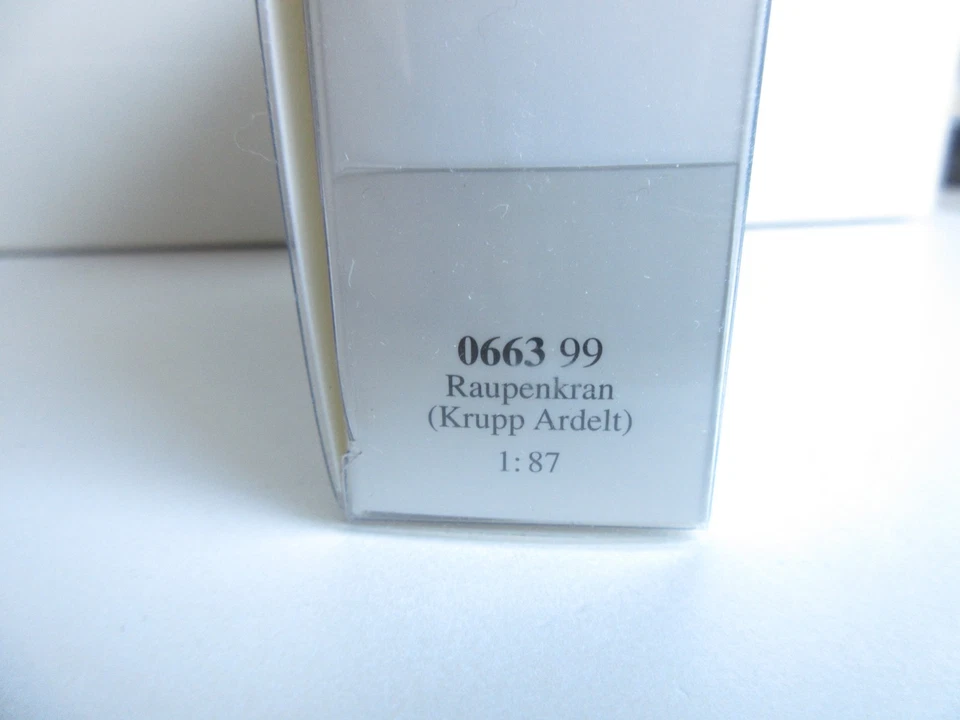 0663 99
Raupenkran
(Krupp Ardelt)
1:87